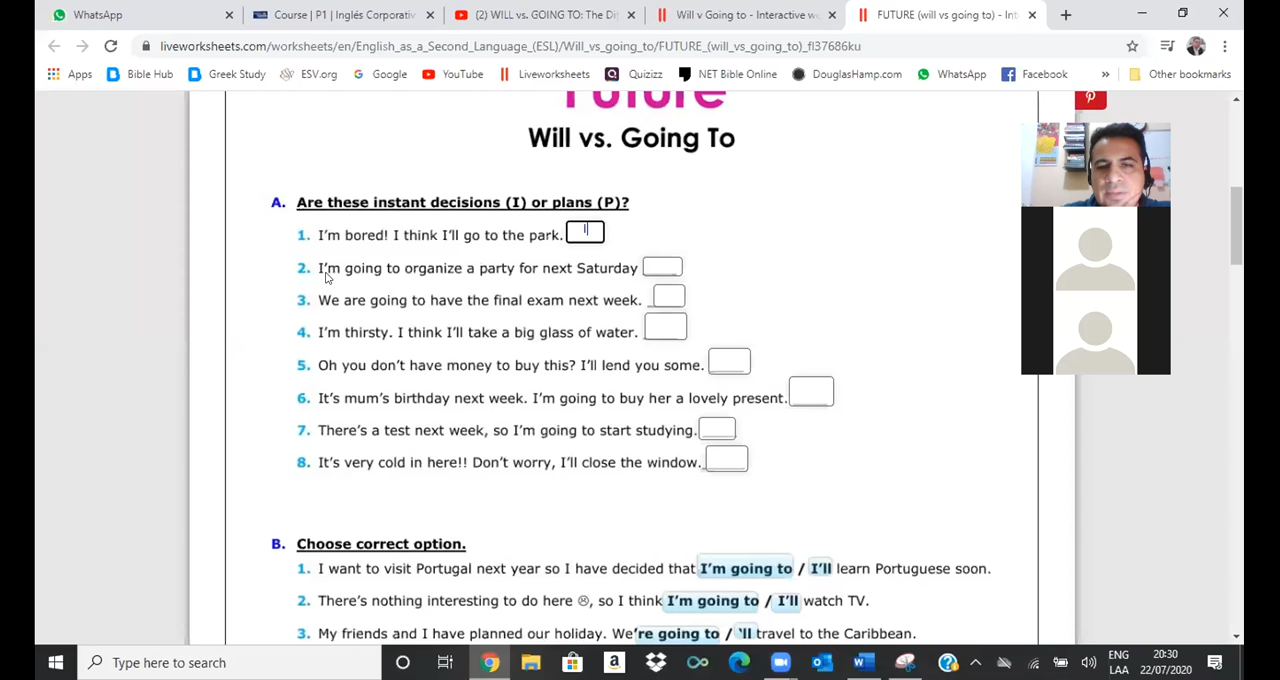 WhatsApp
Course | P1 | Inglés Corporativ
(2) WILL vs. GOING TO: The Di
Will v Going to - Interactive wo
FUTURE (will vs going to) - Int
liveworksheets.com/worksheets/en/English_as_a_Second_Language_(ESL)/Will_vs_going_to/FUTURE_(will_vs_going_to)_fl37686ku
Apps Bible Hub Greek Study ESV.org Google YouTube Liveworksheets Quizizz NET Bible Online DouglasHamp.com WhatsApp Facebook » Other bookmarks
Future
Will vs. Going To
A. Are these instant decisions (I) or plans (P)?
1. I'm bored! I think I'll go to the park. I
2. I'm going to organize a party for next Saturday
3. We are going to have the final exam next week.
4. I'm thirsty. I think I'll take a big glass of water.
5. Oh you don't have money to buy this? I'll lend you some.
6. It's mum's birthday next week. I'm going to buy her a lovely present.
7. There's a test next week, so I'm going to start studying.
8. It's very cold in here!! Don't worry, I'll close the window.
B. Choose correct option.
1. I want to visit Portugal next year so I have decided that I'm going to / I'll learn Portuguese soon.
2. There's nothing interesting to do here ☹, so I think I'm going to / I'll watch TV.
3. My friends and I have planned our holiday. We're going to / 'll travel to the Caribbean.
Type here to search
ENG
LAA
20:30
22/07/2020